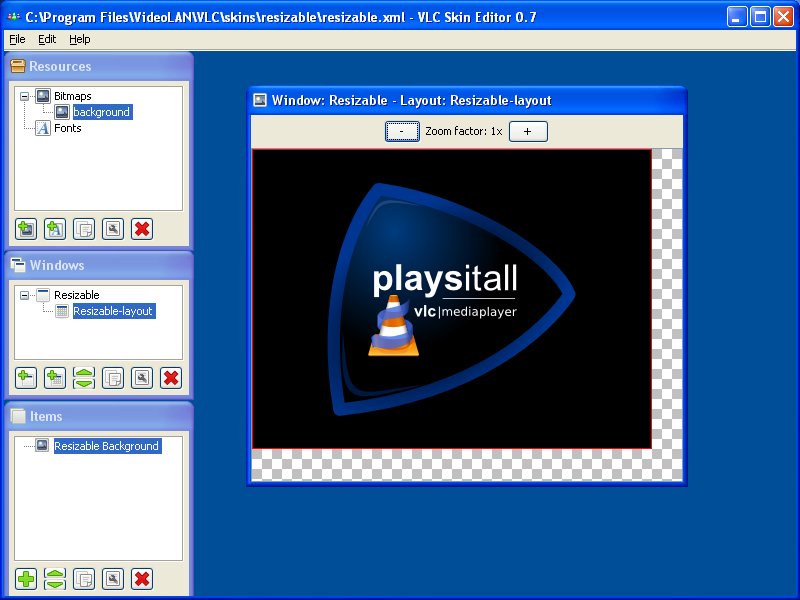 C:\Program Files\VideoLAN\VLC\skins\resizable\resizable.xml - VLC Skin Editor 0.7
File Edit Help
Resources
Bitmaps
background
A Fonts
Windows
Resizable
Resizable-layout
Items
Resizable Background
Window: Resizable - Layout: Resizable-layout
- Zoom factor: 1x +
playsitall
vlc|mediaplayer